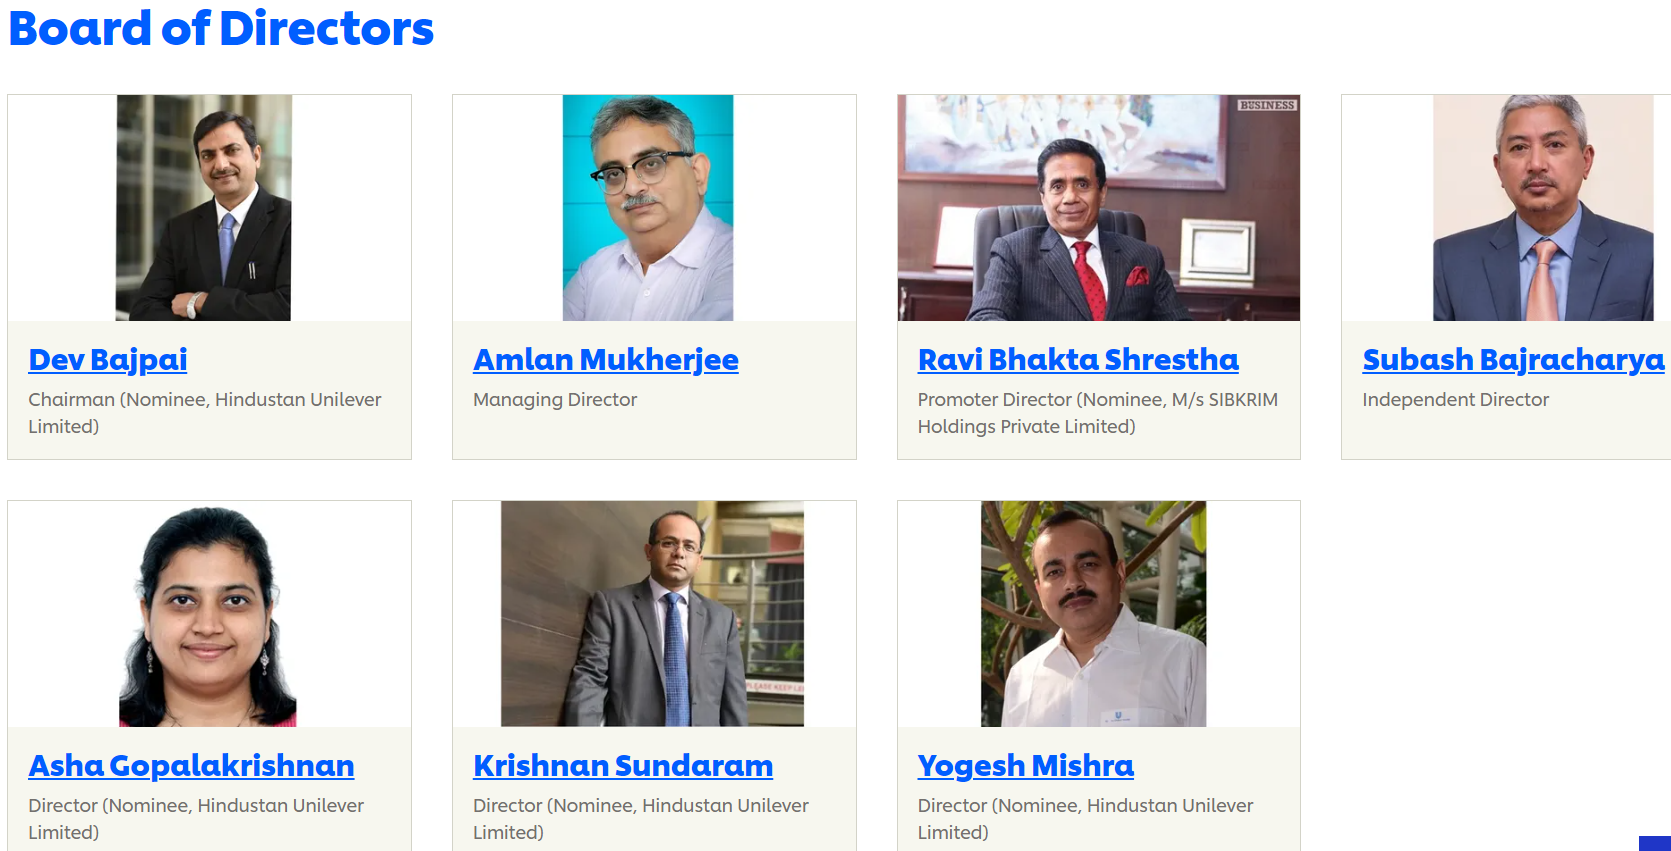 Board of Directors
BUSINESS
Dev Bajpai
Chairman (Nominee, Hindustan Unilever
Limited)
Amlan Mukherjee
Managing Director
Ravi Bhakta Shrestha
Promoter Director (Nominee, M/s SIBKRIM
Holdings Private Limited)
Subash Bajracharya
Independent Director
PLEASE KEEP
Asha Gopalakrishnan
Director (Nominee, Hindustan Unilever
Limited)
Krishnan Sundaram
Director (Nominee, Hindustan Unilever
Limited)
Yogesh Mishra
Director (Nominee, Hindustan Unilever
Limited)